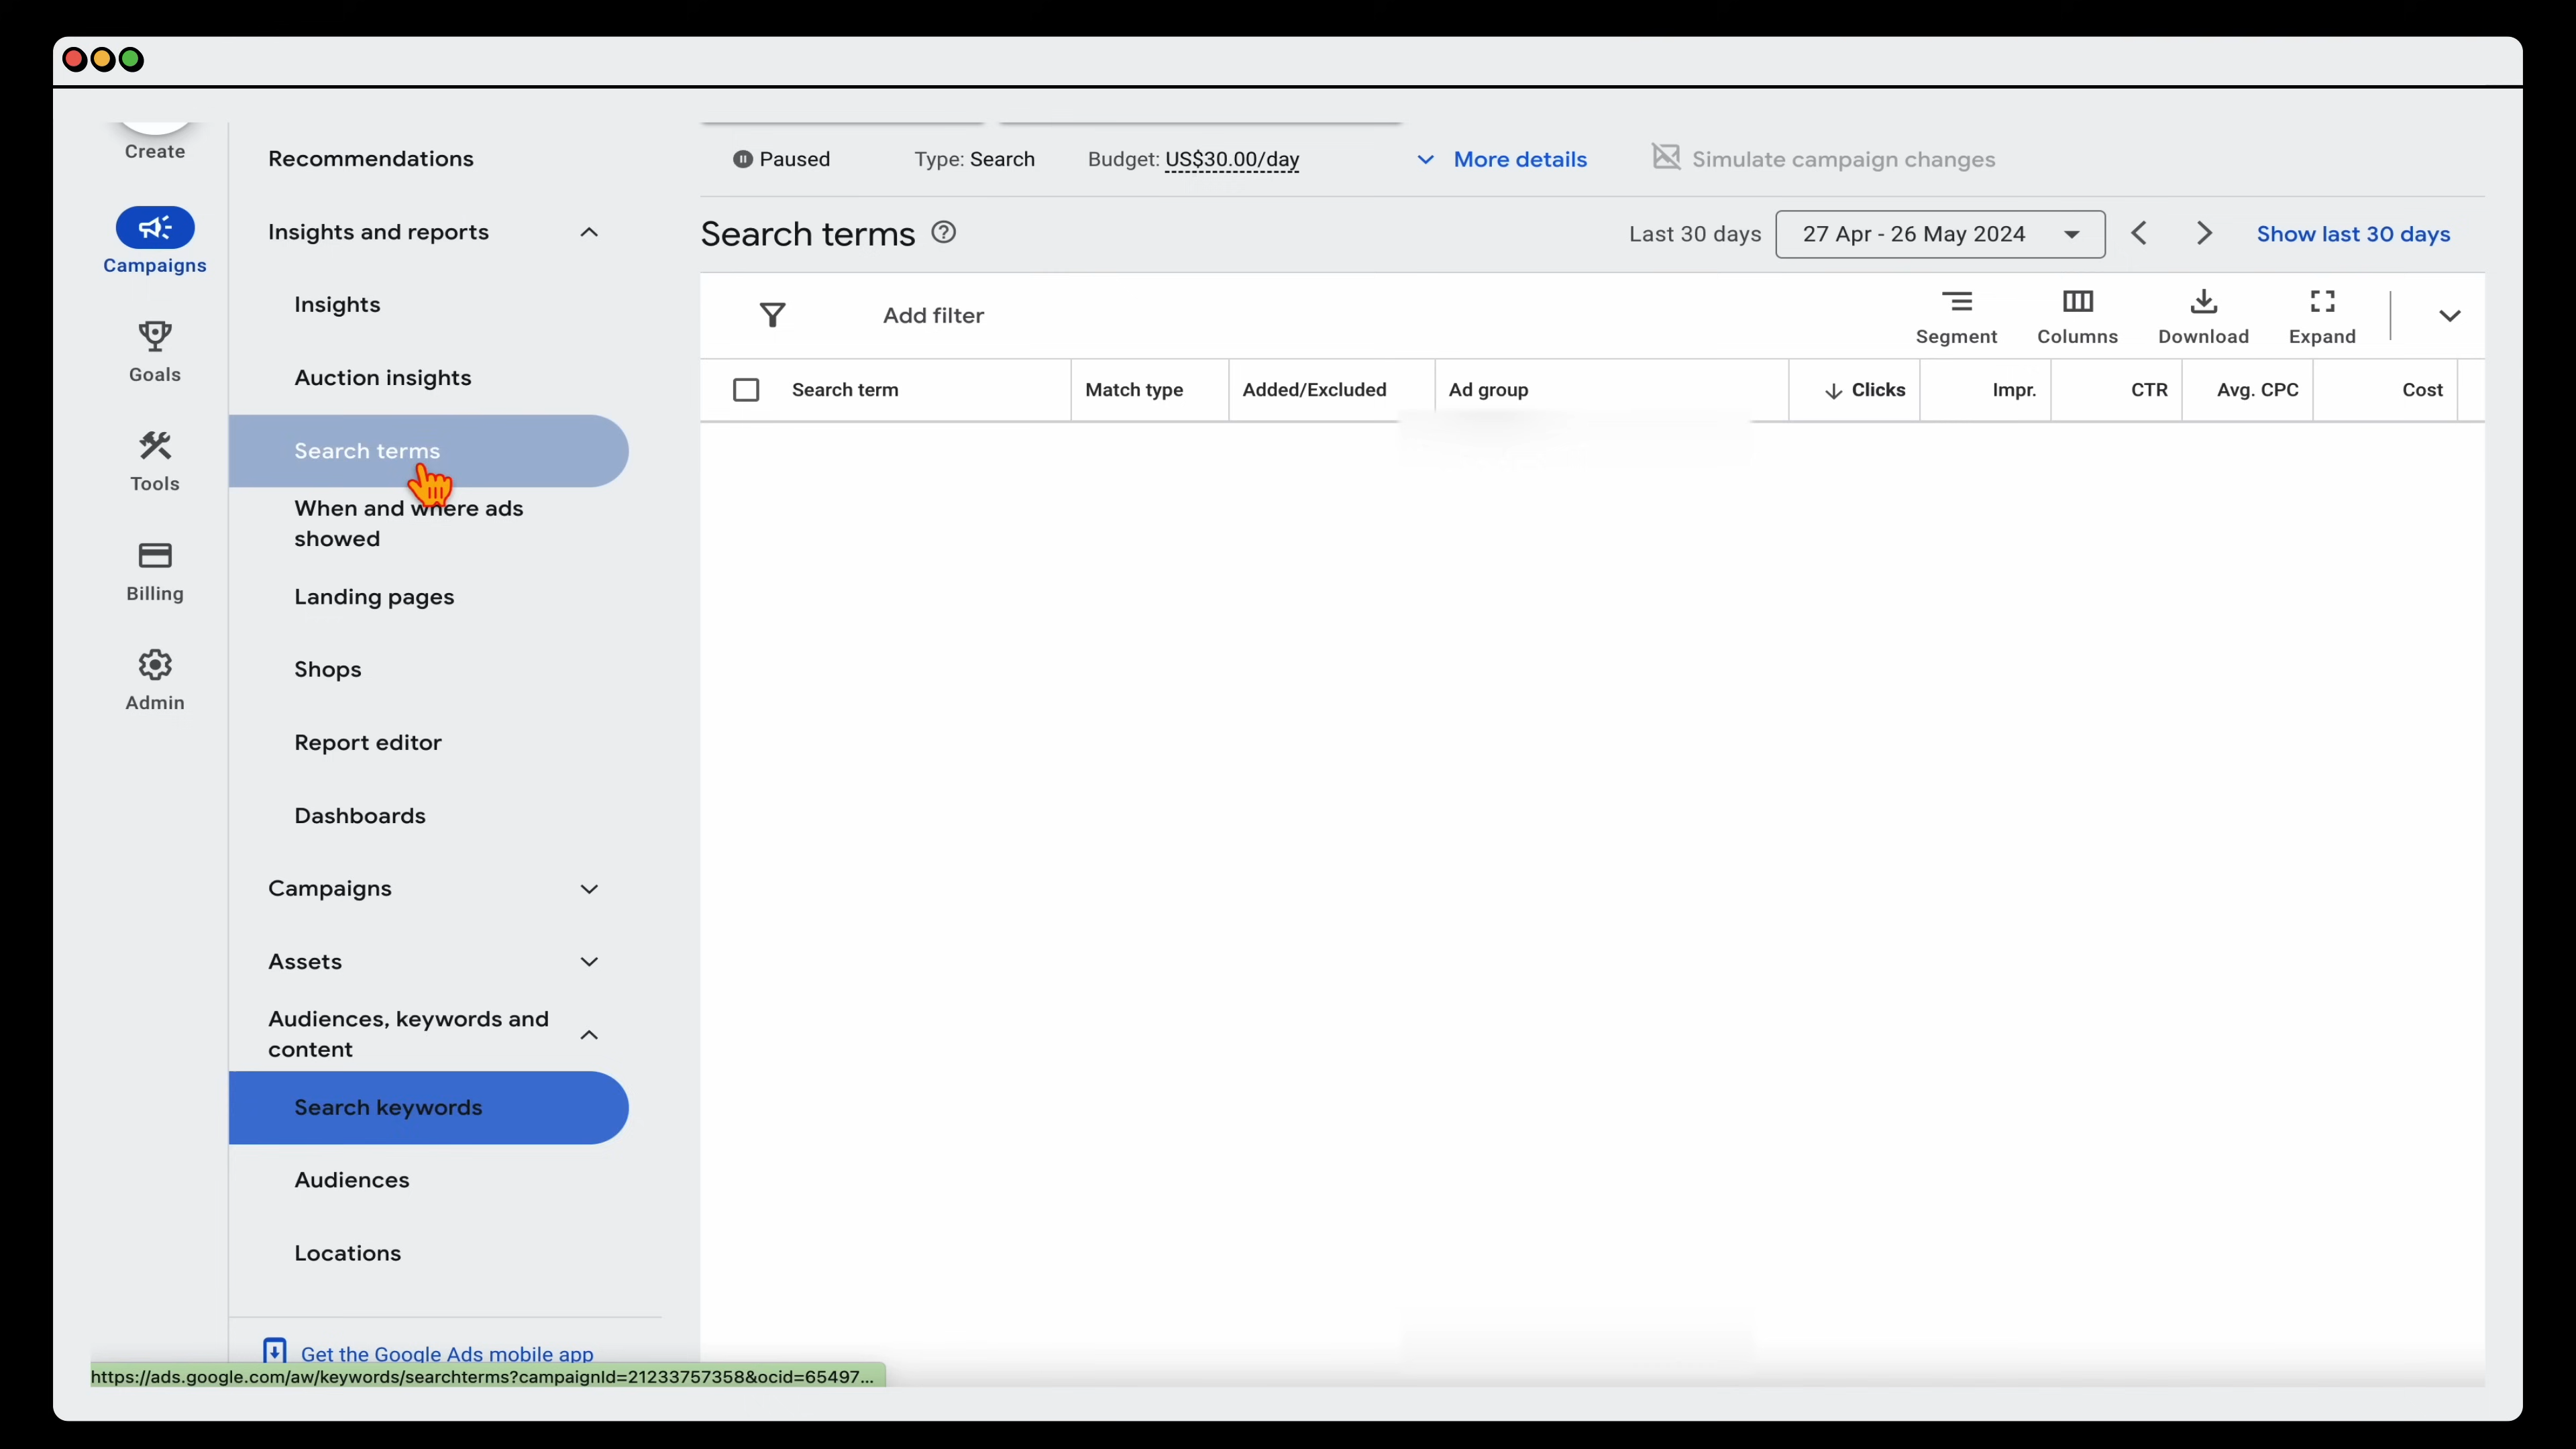 Create
Campaigns
Goals
Tools
Billing
Admin
Recommendations
Insights and reports
Insights
Auction insights
Search terms
When and where ads
showed
Landing pages
Shops
Report editor
Dashboards
Campaigns
Assets
Audiences, keywords and
content
Search keywords
Audiences
Locations
Get the Google Ads mobile app
https://ads.google.com/aw/keywords/searchterms?campaignId=21233757358&ocid=65497...
Paused Type: Search Budget: US$30.00/day More details Simulate campaign changes
Search terms Last 30 days 27 Apr - 26 May 2024 Show last 30 days
Add filter Segment Columns Download Expand
Search term Match type Added/Excluded Ad group Clicks Impr. CTR Avg. CPC Cost